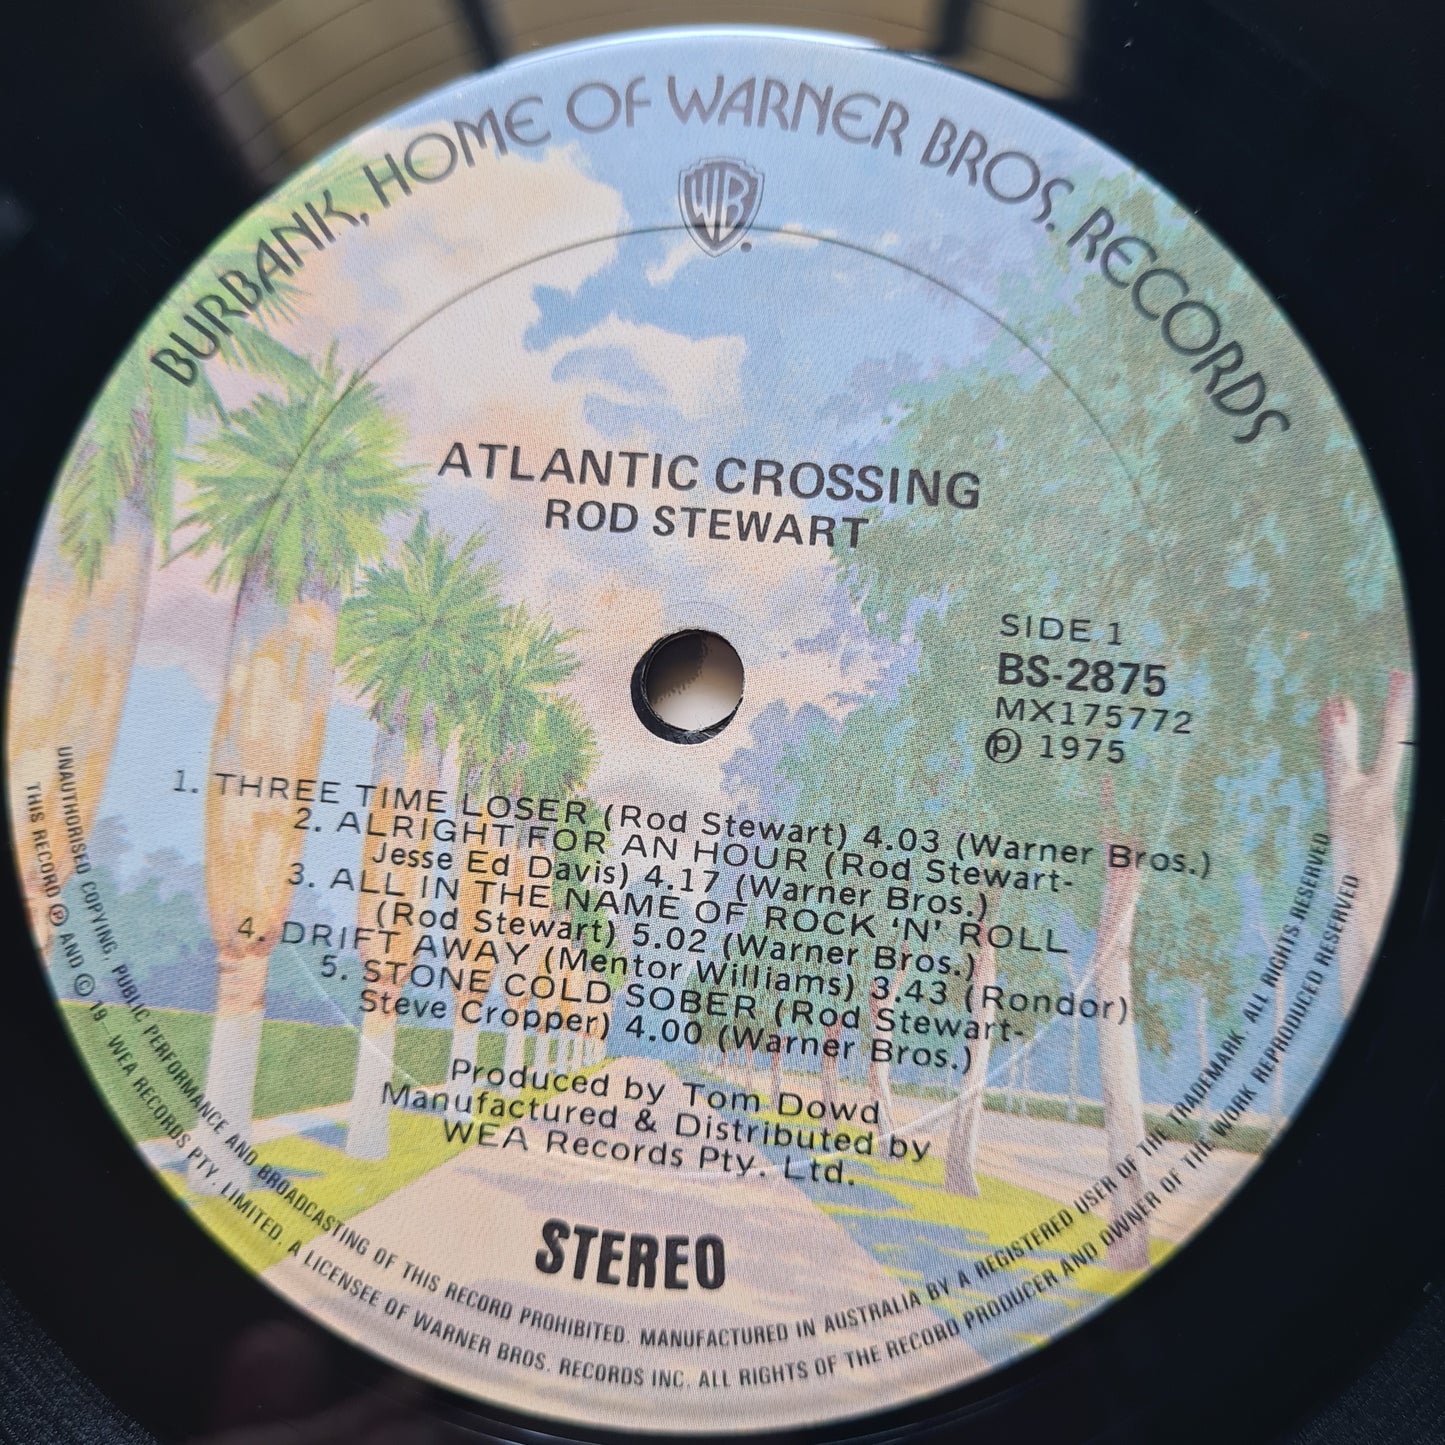 BURBANK, HOME OF WARNER BROS. RECORDS
WB
ATLANTIC CROSSING
ROD STEWART
SIDE 1
BS-2875
MX175772
℗ 1975
1. THREE TIME LOSER (Rod Stewart) 4.03 (Warner Bros.)
2. ALRIGHT FOR AN HOUR (Rod Stewart-
Jesse Ed Davis) 4.17 (Warner Bros.)
3. ALL IN THE NAME OF ROCK 'N' ROLL
(Rod Stewart) 5.02 (Warner Bros.)
4. DRIFT AWAY (Mentor Williams) 3.43 (Rondor)
5. STONE COLD SOBER (Rod Stewart-
Steve Cropper) 4.00 (Warner Bros.)
Produced by Tom Dowd
Manufactured & Distributed by
WEA Records Pty. Ltd.
STEREO
UNAUTHORISED COPYING, PUBLIC PERFORMANCE AND BROADCASTING OF THIS RECORD PROHIBITED. MANUFACTURED IN AUSTRALIA BY A REGISTERED USER OF THE TRADEMARK. ALL RIGHTS RESERVED
THIS RECORD ℗ AND © 19— WEA RECORDS PTY. LIMITED. A LICENSEE OF WARNER BROS. RECORDS INC. ALL RIGHTS OF THE RECORD PRODUCER AND OWNER OF THE WORK REPRODUCED RESERVED